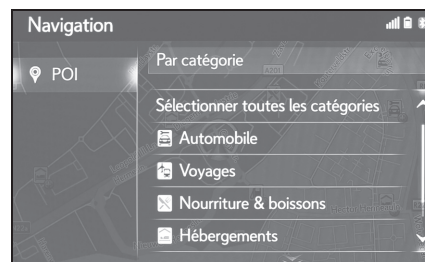 Navigation
POI
Par catégorie
Sélectionner toutes les catégories
Automobile
Voyages
Nourriture & boissons
Hébergements